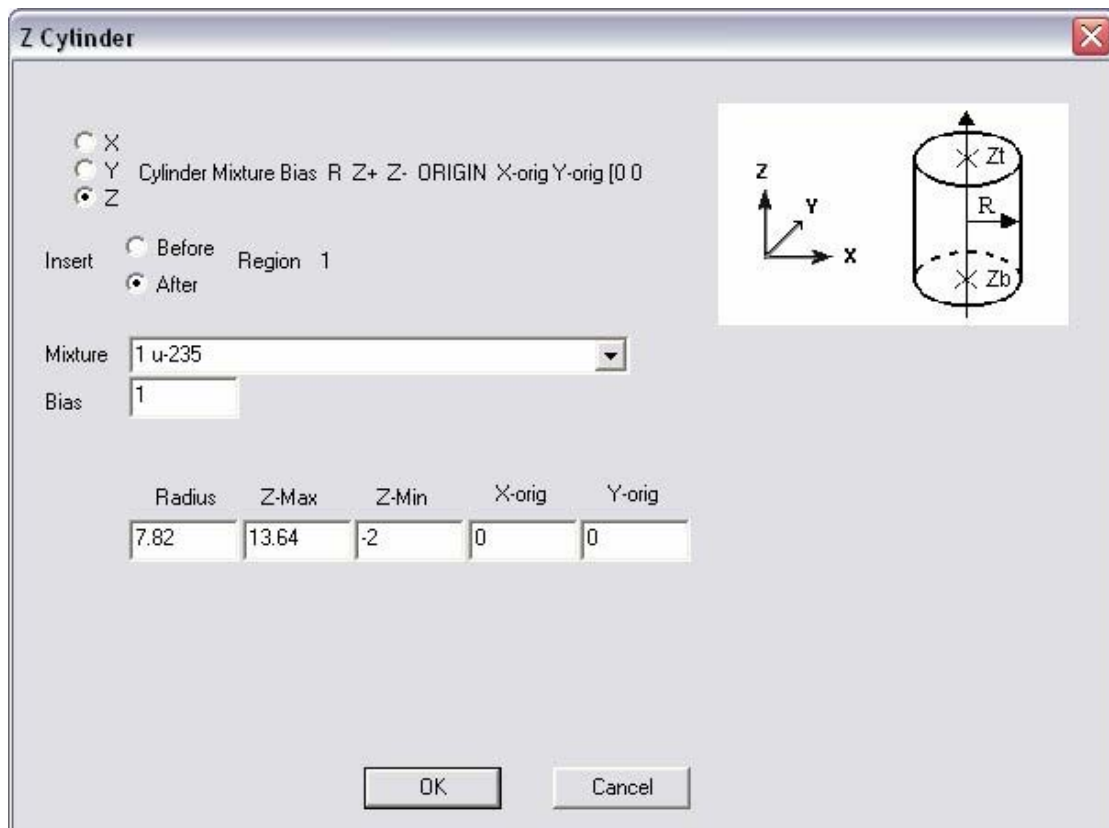 Z Cylinder
X
Y Cylinder Mixture Bias R Z+ Z- ORIGIN X-orig Y-orig [0 0
Z
Insert Before Region 1
After
Mixture 1 u-235
Bias 1
Radius Z-Max Z-Min X-orig Y-orig
7.82 13.64 -2 0 0
OK Cancel
Z
Y
X
Zt
R
Zb